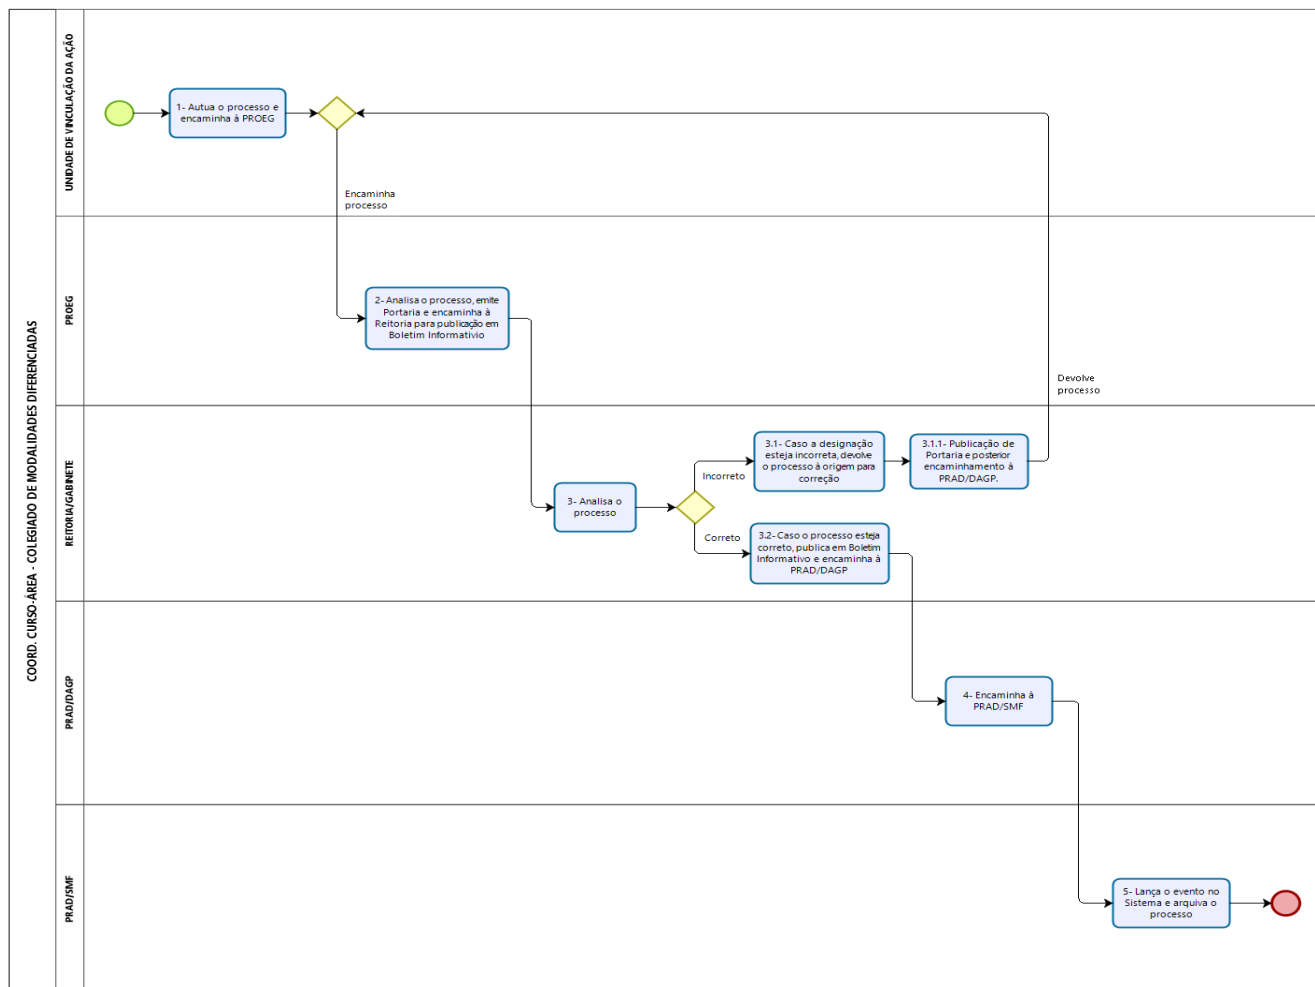 COORD. CURSO-ÁREA - COLEGIADO DE MODALIDADES DIFERENCIADAS
UNIDADE DE VINCULAÇÃO DA AÇÃO
1- Autua o processo e
encaminha à PROEG
Encaminha
processo
PROEG
2- Analisa o processo, emite
Portaria e encaminha à
Reitoria para publicação em
Boletim Informativio
Devolve
processo
REITORIA/GABINETE
3- Analisa o
processo
Incorreto
3.1- Caso a designação
esteja incorreta, devolve
o processo à origem para
correção
3.1.1- Publicação de
Portaria e posterior
encaminhamento à
PRAD/DAGP.
Correto
3.2- Caso o processo esteja
correto, publica em Boletim
Informativo e encaminha à
PRAD/DAGP
PRAD/DAGP
4- Encaminha à
PRAD/SMF
PRAD/SMF
5- Lança o evento no
Sistema e arquiva o
processo